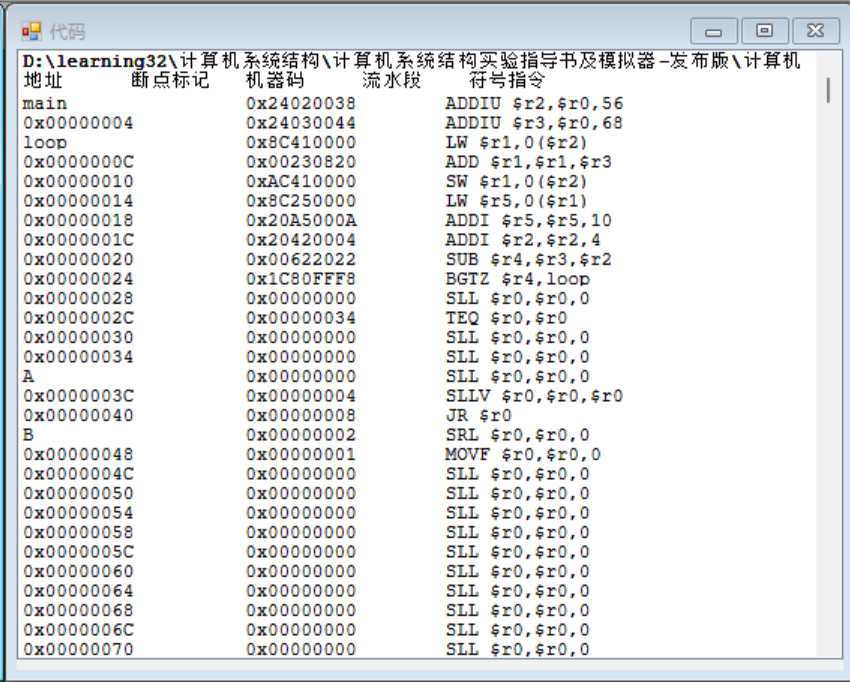 代码
D:\learning32\计算机系统结构\计算机系统结构实验指导书及模拟器-发布版\计算机
地址 断点标记 机器码 流水段 符号指令
main 0x24020038 ADDIU $r2,$r0,56
0x00000004 0x24030044 ADDIU $r3,$r0,68
loop 0x8C410000 LW $r1,0($r2)
0x0000000C 0x00230820 ADD $r1,$r1,$r3
0x00000010 0xAC410000 SW $r1,0($r2)
0x00000014 0x8C250000 LW $r5,0($r1)
0x00000018 0x20A5000A ADDI $r5,$r5,10
0x0000001C 0x20420004 ADDI $r2,$r2,4
0x00000020 0x00622022 SUB $r4,$r3,$r2
0x00000024 0x1C80FFF8 BGTZ $r4,loop
0x00000028 0x00000000 SLL $r0,$r0,0
0x0000002C 0x00000034 TEQ $r0,$r0
0x00000030 0x00000000 SLL $r0,$r0,0
0x00000034 0x00000000 SLL $r0,$r0,0
A 0x00000000 SLL $r0,$r0,0
0x0000003C 0x00000004 SLLV $r0,$r0,$r0
0x00000040 0x00000008 JR $r0
B 0x00000002 SRL $r0,$r0,0
0x00000048 0x00000001 MOVF $r0,$r0,0
0x0000004C 0x00000000 SLL $r0,$r0,0
0x00000050 0x00000000 SLL $r0,$r0,0
0x00000054 0x00000000 SLL $r0,$r0,0
0x00000058 0x00000000 SLL $r0,$r0,0
0x0000005C 0x00000000 SLL $r0,$r0,0
0x00000060 0x00000000 SLL $r0,$r0,0
0x00000064 0x00000000 SLL $r0,$r0,0
0x00000068 0x00000000 SLL $r0,$r0,0
0x0000006C 0x00000000 SLL $r0,$r0,0
0x00000070 0x00000000 SLL $r0,$r0,0